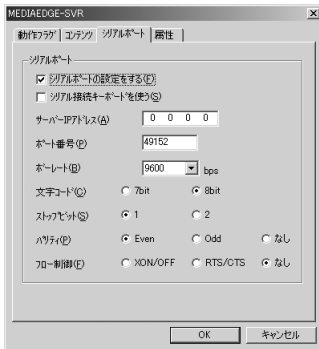 MEDIAEDGE-SVR
動作ﾌﾗｸﾞ ｺﾝﾃﾝﾂ ｼﾘｱﾙﾎﾟｰﾄ 属性
ｼﾘｱﾙﾎﾟｰﾄ
ｼﾘｱﾙﾎﾟｰﾄの設定をする(E)
ｼﾘｱﾙ接続ｷｰﾎﾞｰﾄﾞを使う(S)
ｻｰﾊﾞｰIPｱﾄﾞﾚｽ(A) 0 0 0 0
ﾎﾟｰﾄ番号(P) 49152
ﾎﾞｰﾚｰﾄ(B) 9600 bps
文字ｺｰﾄﾞ(C) 7bit 8bit
ｽﾄｯﾌﾟﾋﾞｯﾄ(S) 1 2
ﾊﾟﾘﾃｨ(P) Even Odd なし
ﾌﾛｰ制御(F) XON/OFF RTS/CTS なし
OK ｷｬﾝｾﾙ